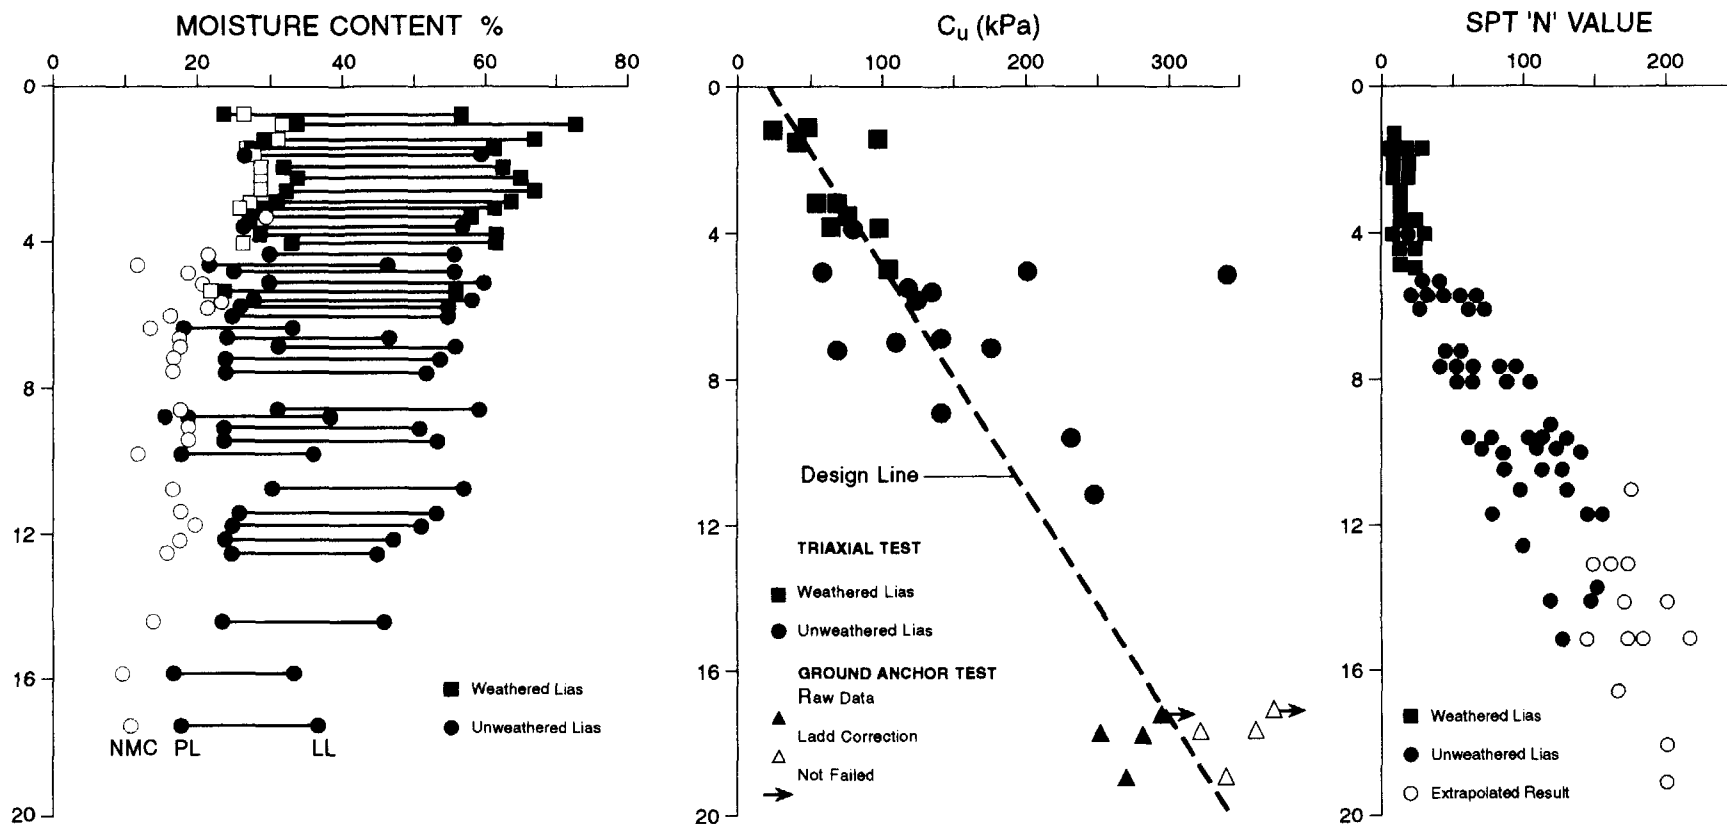 MOISTURE CONTENT %
0 20 40 60 80
0
4
8
12
16
20
Weathered Lias
Unweathered Lias
NMC PL LL
Cu (kPa)
0 100 200 300
0
4
8
12
16
20
Design Line
TRIAXIAL TEST
Weathered Lias
Unweathered Lias
GROUND ANCHOR TEST
Raw Data
Ladd Correction
Not Failed
SPT 'N' VALUE
0 100 200
0
4
8
12
16
20
Weathered Lias
Unweathered Lias
Extrapolated Result